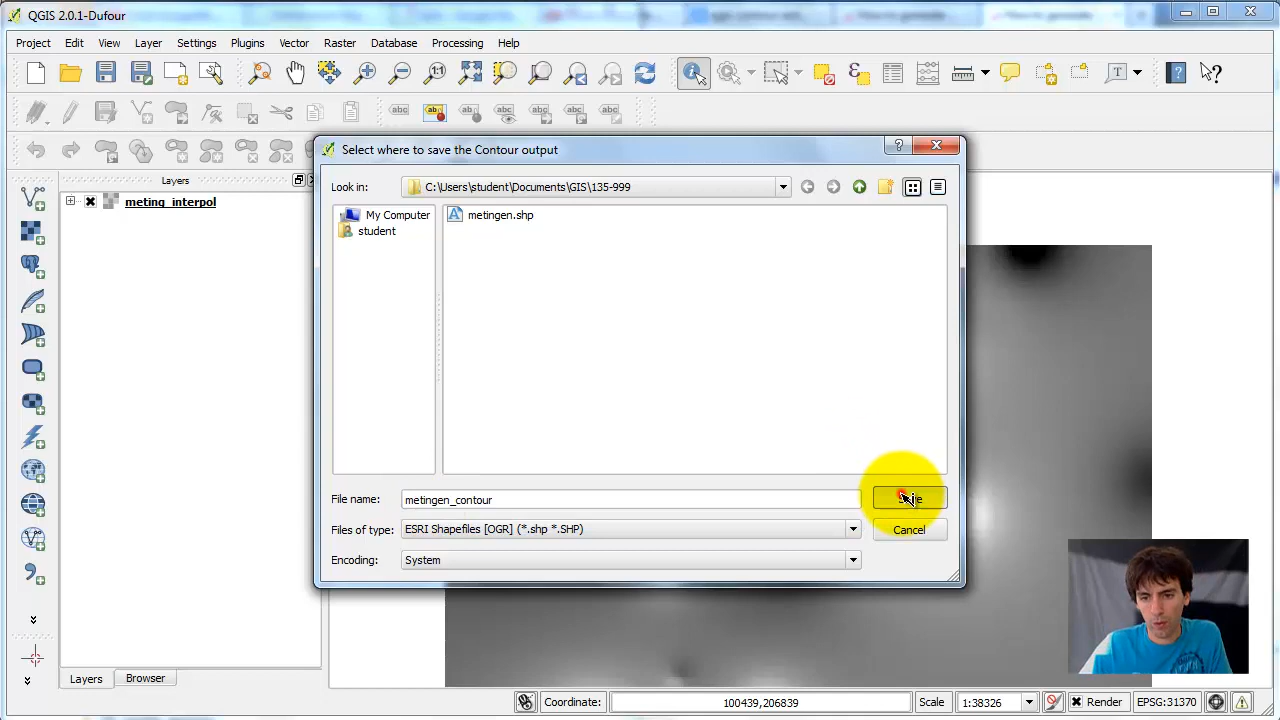 QGIS 2.0.1-Dufour
Project Edit View Layer Settings Plugins Vector Raster Database Processing Help
Layers
meting_interpol
Select where to save the Contour output
Look in: C:\Users\student\Documents\GIS\135-999
My Computer
student
metingen.shp
File name: metingen_contour
Files of type: ESRI Shapefiles [OGR] (*.shp *.SHP)
Cancel
Encoding: System
Layers Browser
Coordinate: 100439,206839 Scale 1:38326 Render EPSG:31370